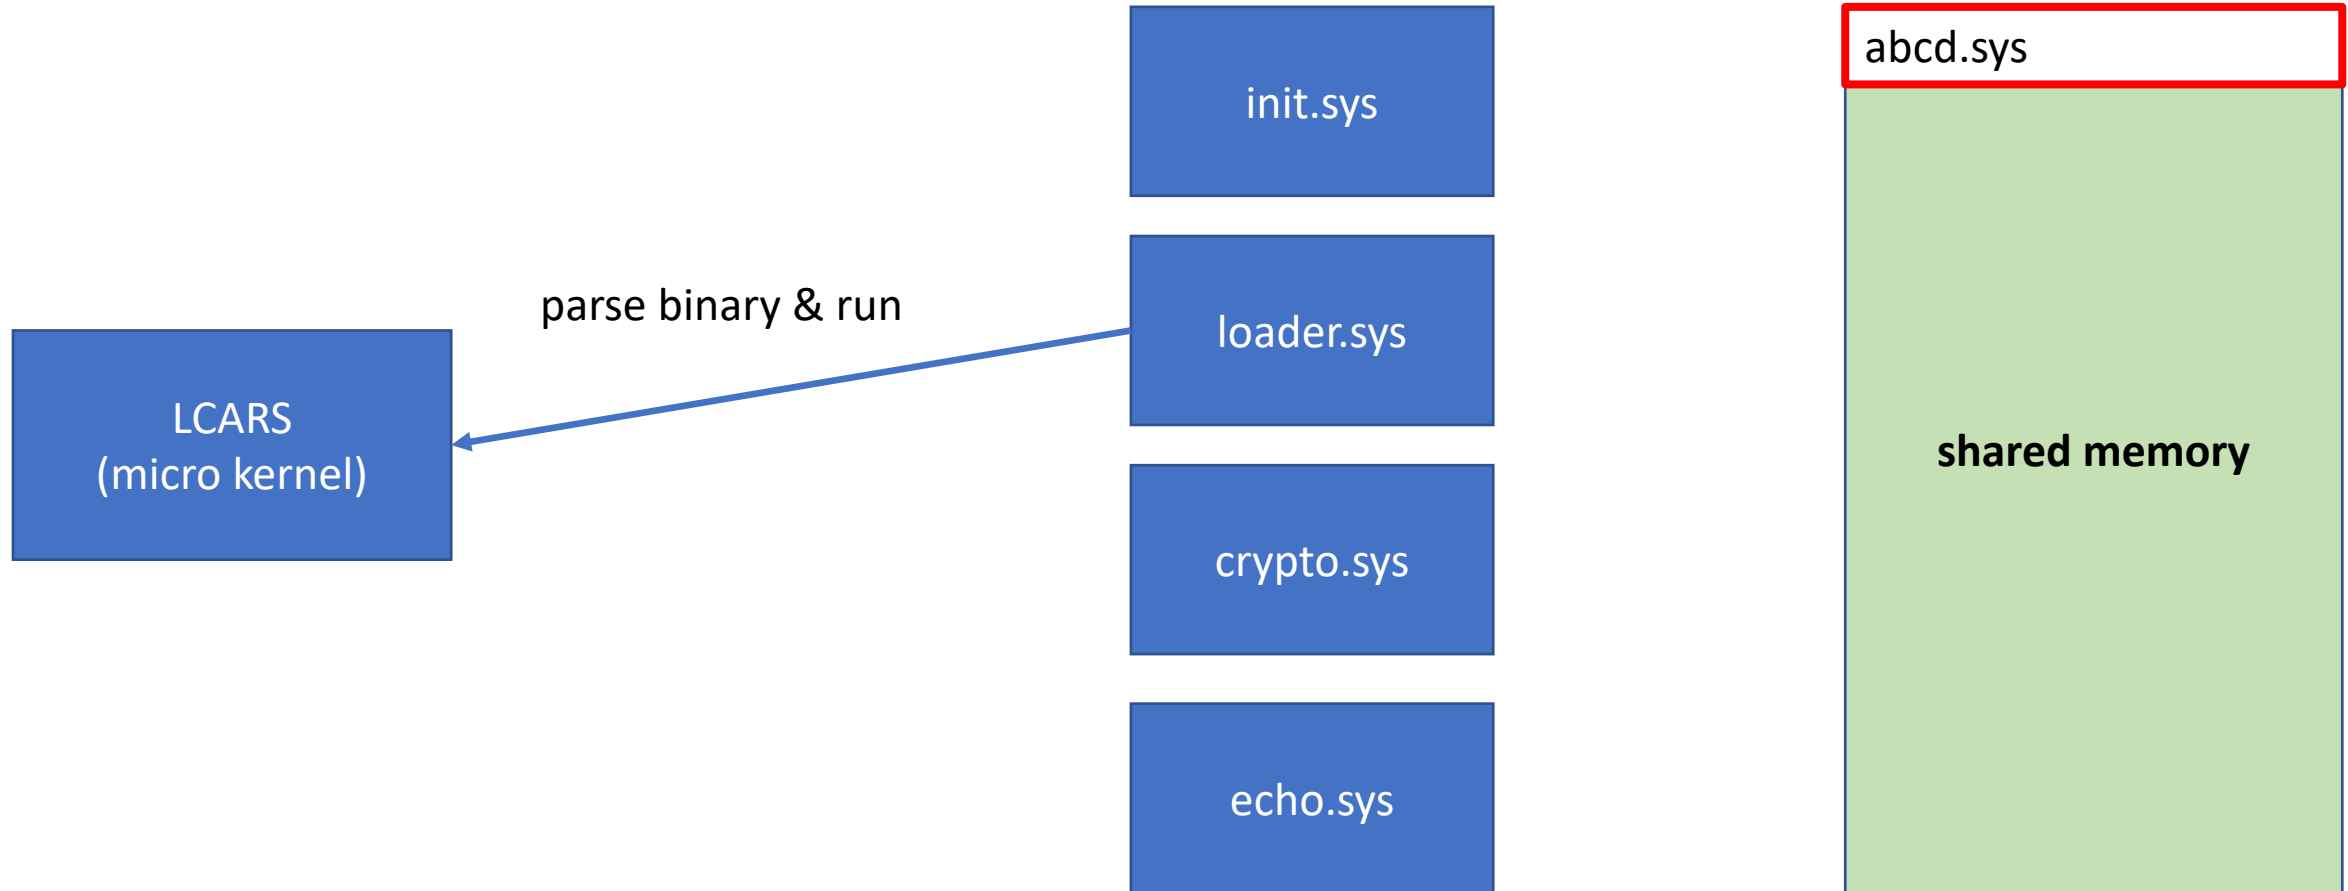 init.sys
abcd.sys
parse binary & run
loader.sys
LCARS
(micro kernel)
shared memory
crypto.sys
echo.sys